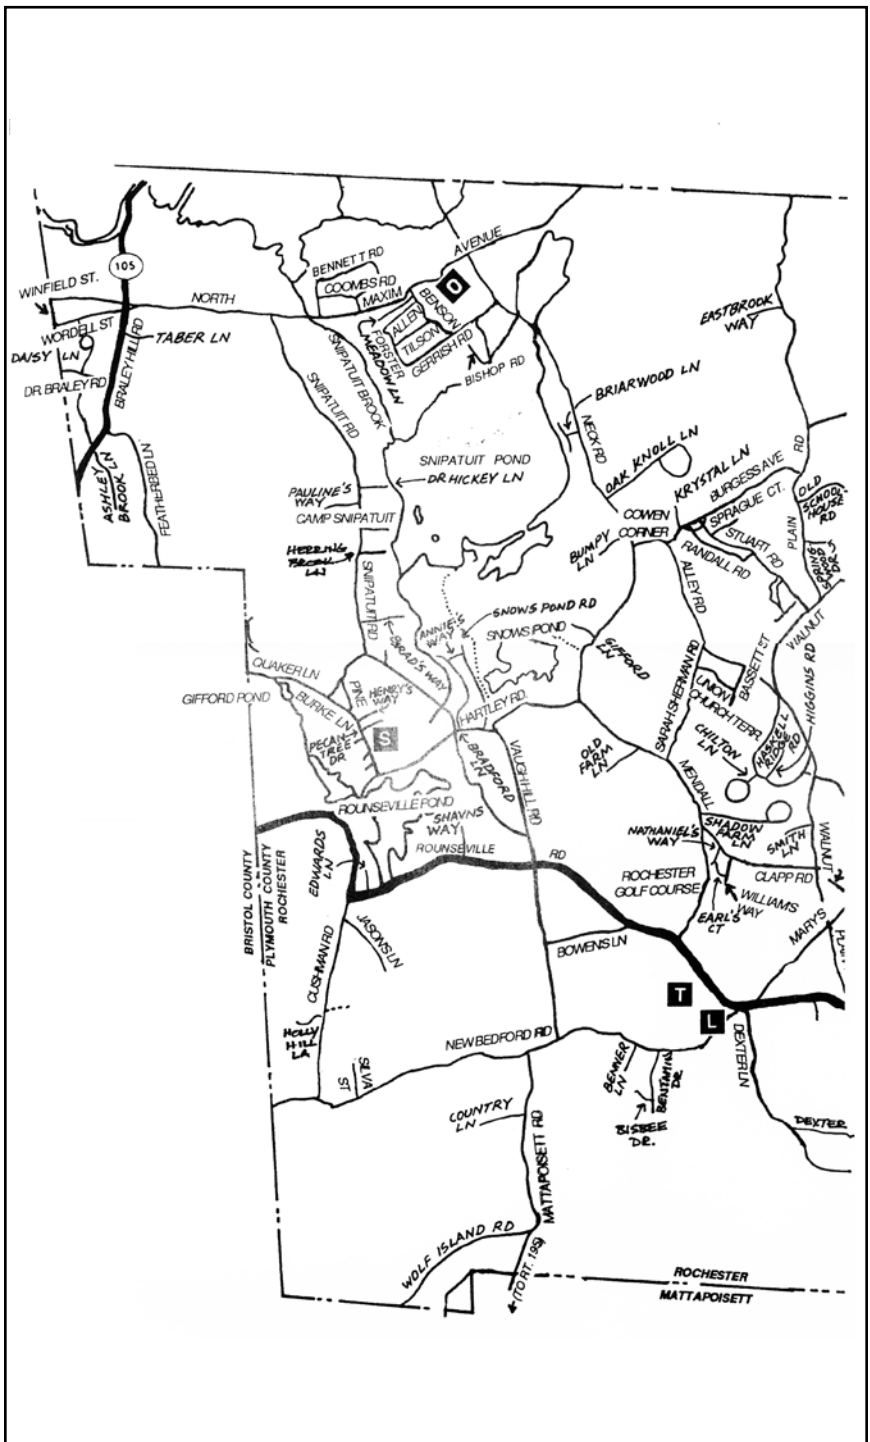 105
WINFIELD ST.
NORTH
AVENUE
BENNETT RD
COOMBS RD
MAXIM
O
BENSON
ALLEN
TILSON
GERRISH RD
FORSTER
MEADOW LN
BISHOP RD
WORDELL ST
DAISY LN
BRALEY HILL RD
TABER LN
DR. BRALEY RD
ASHLEY
BROOK LN
FEATHERBED LN
SNIPATUIT BROOK
SNIPATUIT RD
EASTBROOK
WAY
BRIARWOOD LN
NECK RD
OAK KNOLL LN
KRYSTAL LN
BURGESS AVE
SPRAGUE CT.
STUART RD
RANDALL RD
PLAIN
RD
OLD
SCHOOL-
HOUSE
RD
SPRING
WOOD
DR
SNIPATUIT POND
DR HICKEY LN
PAULINE'S
WAY
CAMP SNIPATUIT
HERRING
BROOK
LN
SNIPATUIT RD
COWEN
CORNER
BUMPY
LN
ALLEY RD
WALNUT
HIGGINS RD
BASSETT ST
ANNIE'S
WAY
SNOWS POND RD
SNOWS POND
BYRAD'S WAY
GIFFORD
LN
SARAH SHERMAN RD
UNION
CHURCH TERR
CHILTON
LN
HASKELL
RIDGE
RD
QUAKER LN
GIFFORD POND
BURKE LN
PINE
HENRY'S
WAY
S
PECAN
TREE
DR
HARTLEY RD.
BRADFORD
LN
VAUGHN HILL RD
OLD
FARM
LN
MENDALL
ROUNSEVILLE POND
SHAWN'S
WAY
ROUNSEVILLE
RD
EDWARDS
LN
NATHANIEL'S
WAY
SHADOW
FARM
LN
SMITH
LN
WALNUT
CLAPP RD
ROCHESTER
GOLF COURSE
WILLIAMS
WAY
EARL'S
CT
MARY'S
BRISTOL COUNTY
PLYMOUTH COUNTY
ROCHESTER
CUSHMAN RD
JASONS LN
BOWENS LN
T
L
HOLLY
HILL
LA
SILVA
ST
NEW BEDFORD RD
BENNER
LN
BENJAMIN
DR
BISBEE
DR.
DEXTER LN
DEXTER
COUNTRY
LN
MATTAPOISETT RD
WOLF ISLAND RD
(TO RT. 195)
ROCHESTER
MATTAPOISETT